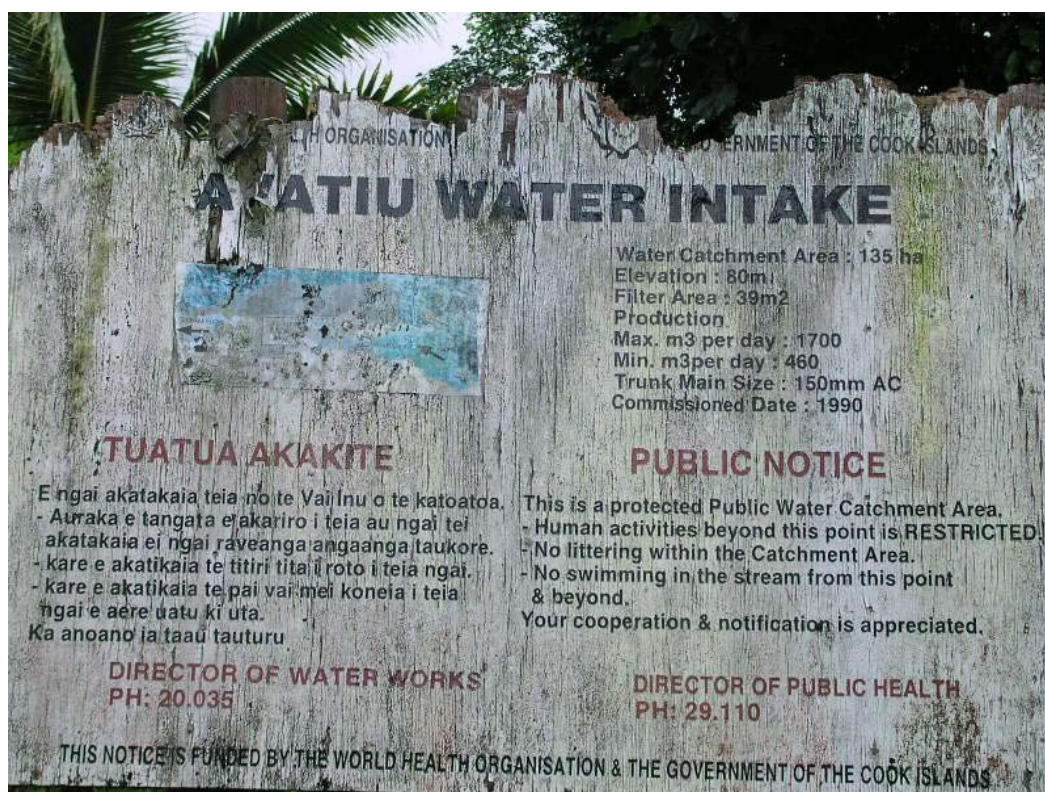 ORGANISATION
GOVERNMENT OF THE COOK ISLANDS
AVATIU WATER INTAKE
Water Catchment Area : 135 ha
Elevation : 80m
Filter Area : 39m2
Production
Max. m3 per day : 1700
Min. m3per day : 460
Trunk Main Size : 150mm AC
Commissioned Date : 1990
TUATUA AKAKITE
E ngai akatakaia teia no te Vai Inu o te katoatoa.
- Auraka e tangata e akariro i teia au ngai tei
akatakaia ei ngai raveanga angaanga taukore.
- kare e akatikaia te titiri tita i roto i teia ngai.
- kare e akatikaia te pai vai mei koneia i teia
ngai e aere uatu ki uta.
Ka anoano ia taau tauturu
DIRECTOR OF WATER WORKS
PH: 20.035
PUBLIC NOTICE
This is a protected Public Water Catchment Area.
- Human activities beyond this point is RESTRICTED.
- No littering within the Catchment Area.
- No swimming in the stream from this point
& beyond.
Your cooperation & notification is appreciated.
DIRECTOR OF PUBLIC HEALTH
PH: 29.110
THIS NOTICE IS FUNDED BY THE WORLD HEALTH ORGANISATION & THE GOVERNMENT OF THE COOK ISLANDS